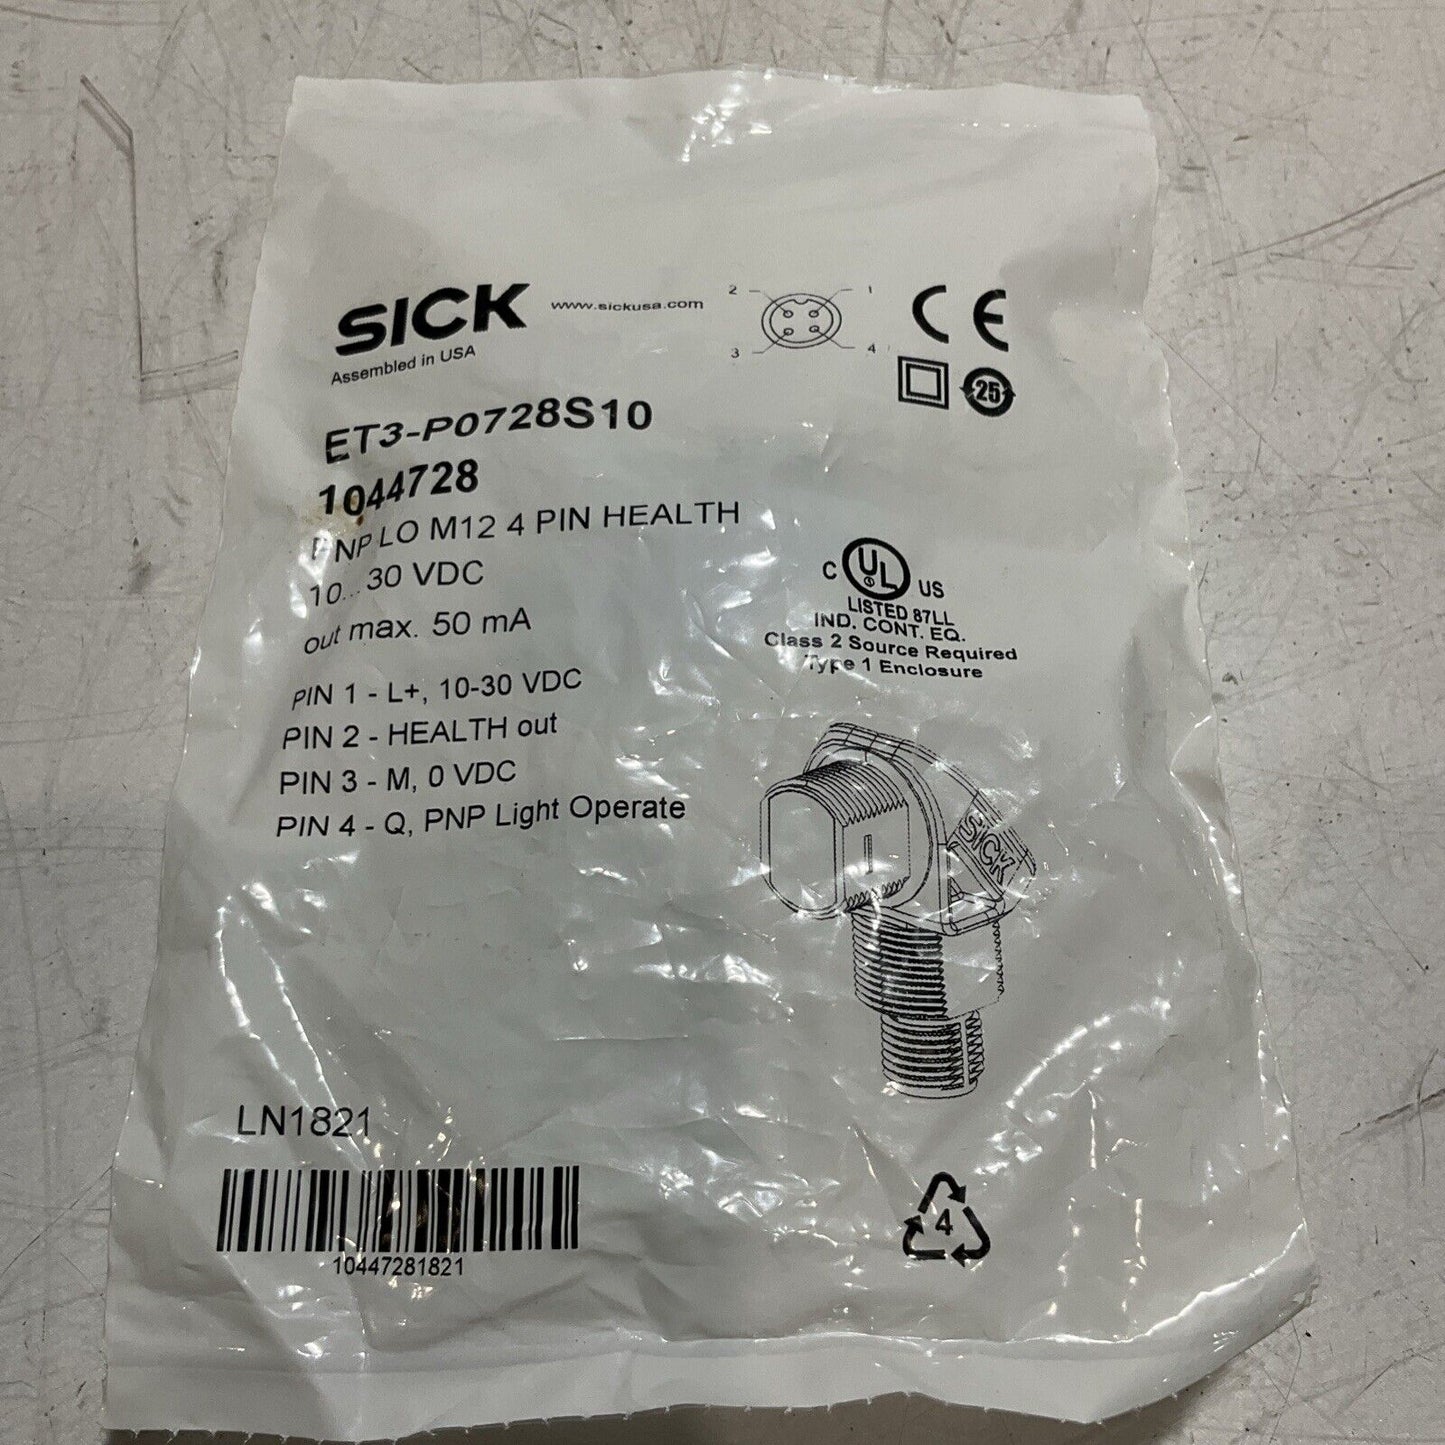 SICK www.sickusa.com
Assembled in USA
2 1
3 4
CE
25
ET3-P0728S10
1044728
PNP LO M12 4 PIN HEALTH
10...30 VDC
out max. 50 mA
PIN 1 - L+, 10-30 VDC
PIN 2 - HEALTH out
PIN 3 - M, 0 VDC
PIN 4 - Q, PNP Light Operate
C UL US
LISTED 87LL
IND. CONT. EQ.
Class 2 Source Required
Type 1 Enclosure
SICK
LN1821
10447281821
4